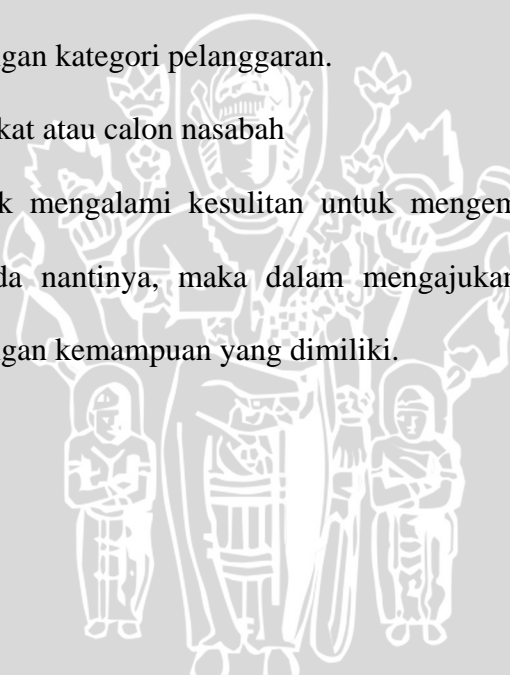 gan kategori pelanggaran.
kat atau calon nasabah
k mengalami kesulitan untuk mengem
da nantinya, maka dalam mengajukan
gan kemampuan yang dimiliki.